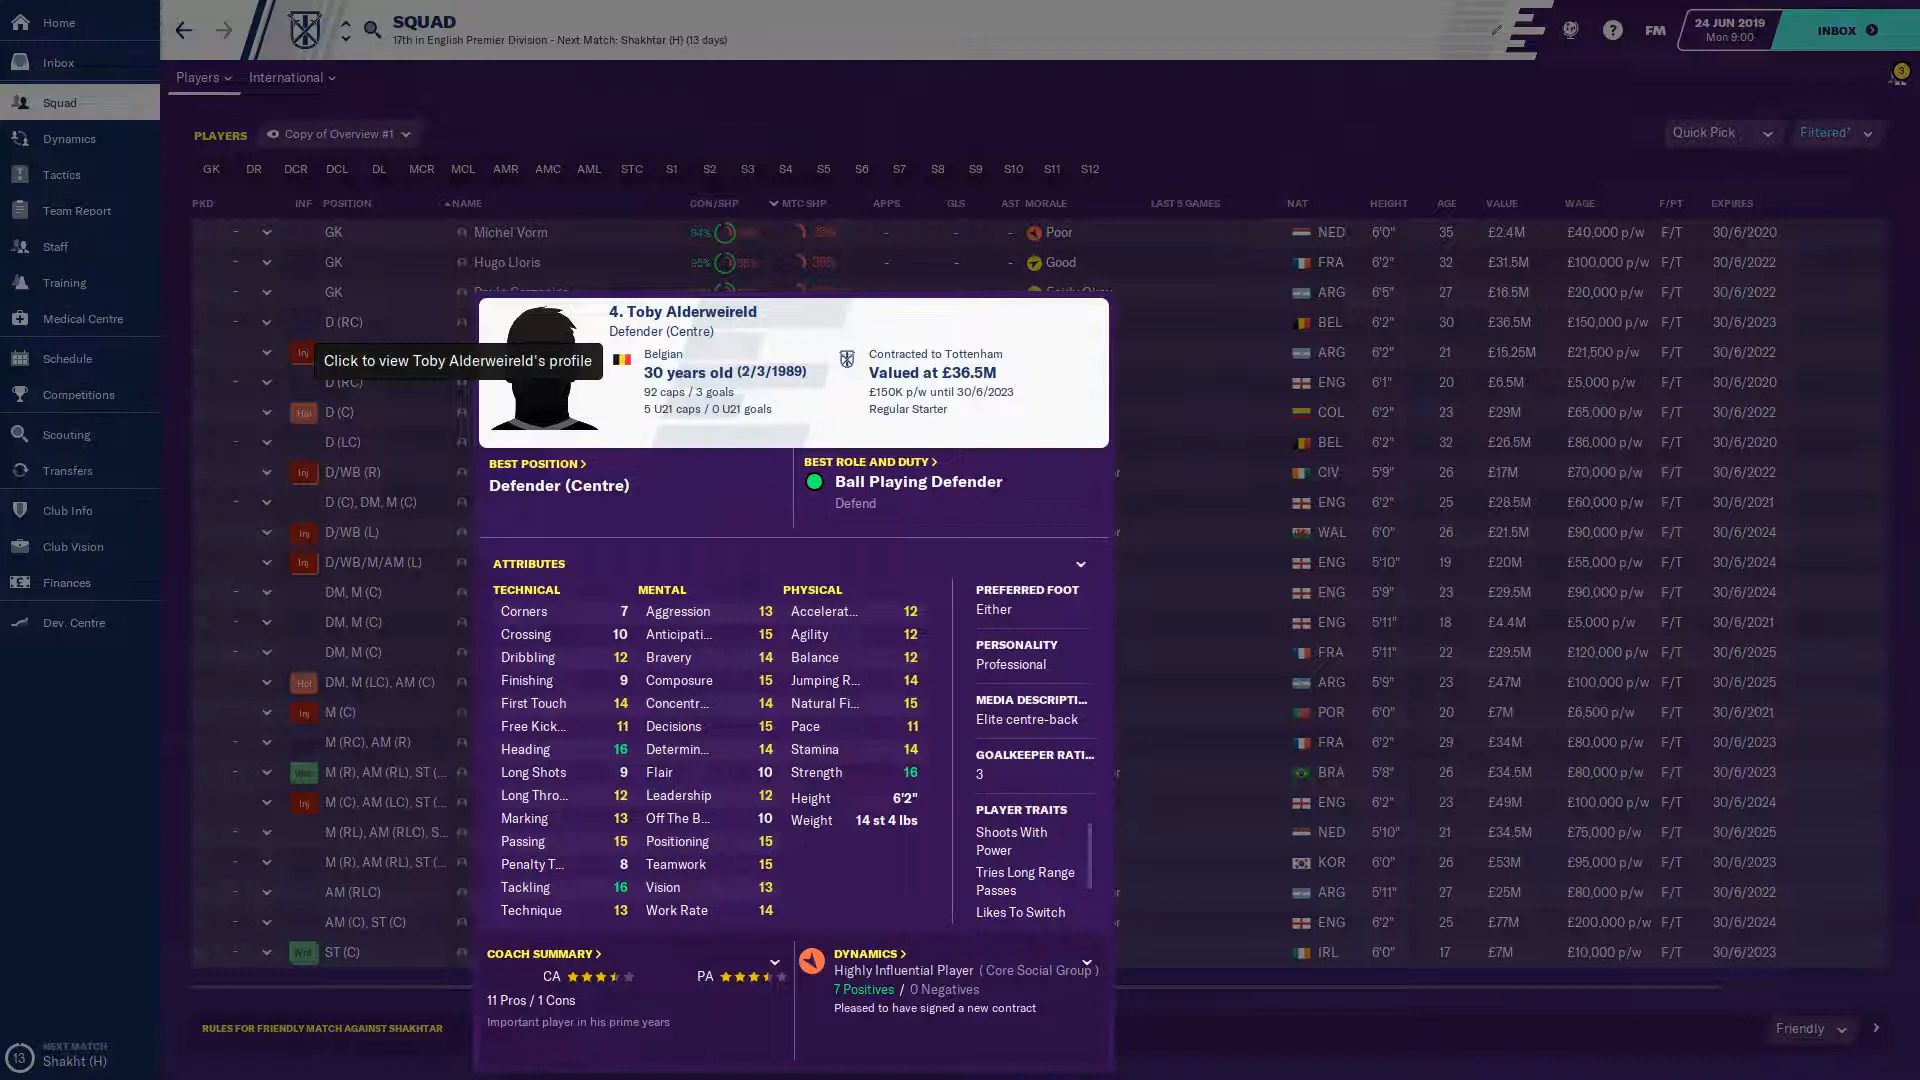 Home
Inbox
Squad
Dynamics
Tactics
Team Report
Staff
Training
Medical Centre
Schedule
Competitions
Scouting
Transfers
Club Info
Club Vision
Finances
Dev. Centre
13
NEXT MATCH
Shakht (H)
SQUAD
17th in English Premier Division - Next Match: Shakhtar (H) (13 days)
FM
24 JUN 2019
Mon 9:00
INBOX
3
Players International
PLAYERS Copy of Overview #1 Quick Pick Filtered*
GK DR DCR DCL DL MCR MCL AMR AMC AML STC S1 S2 S3 S4 S5 S6 S7 S8 S9 S10 S11 S12
PKD INF POSITION NAME CON/SHP MTC SHP APPS GLS AST MORALE LAST 5 GAMES NAT HEIGHT AGE VALUE WAGE F/PT EXPIRES
- GK Michel Vorm 94% - - - Poor NED 6'0" 35 £2.4M £40,000 p/w F/T 30/6/2020
- GK Hugo Lloris 95% - - - Good FRA 6'2" 32 £31.5M £100,000 p/w F/T 30/6/2022
- GK ARG 6'5" 27 £16.5M £20,000 p/w F/T 30/6/2022
- D (RC) BEL 6'2" 30 £36.5M £150,000 p/w F/T 30/6/2023
- Inj ARG 6'2" 21 £15.25M £21,500 p/w F/T 30/6/2022
- D (RC) ENG 6'1" 20 £6.5M £5,000 p/w F/T 30/6/2022
- Hot D (C) COL 6'2" 23 £29M £65,000 p/w F/T 30/6/2022
- D (LC) BEL 6'2" 32 £26.5M £86,000 p/w F/T 30/6/2020
- Inj D/WB (R) CIV 5'9" 26 £17M £70,000 p/w F/T 30/6/2022
- D (C), DM, M (C) ENG 6'2" 25 £28.5M £60,000 p/w F/T 30/6/2021
- Inj D/WB (L) WAL 6'0" 26 £21.5M £90,000 p/w F/T 30/6/2024
- Inj D/WB/M/AM (L) ENG 5'10" 19 £20M £55,000 p/w F/T 30/6/2024
- DM, M (C) ENG 5'9" 23 £29.5M £90,000 p/w F/T 30/6/2024
- DM, M (C) ENG 5'11" 18 £4.4M £5,000 p/w F/T 30/6/2021
- DM, M (C) FRA 5'11" 22 £29.5M £120,000 p/w F/T 30/6/2025
- Hot DM, M (LC), AM (C) ARG 5'9" 23 £47M £100,000 p/w F/T 30/6/2025
- Inj M (C) POR 6'0" 20 £7M £6,500 p/w F/T 30/6/2021
- M (RC), AM (R) FRA 6'2" 29 £34M £80,000 p/w F/T 30/6/2023
- Wnt M (R), AM (RL), ST (... BRA 5'8" 26 £34.5M £80,000 p/w F/T 30/6/2023
- Inj M (C), AM (LC), ST (... ENG 6'2" 23 £49M £100,000 p/w F/T 30/6/2024
- M (RL), AM (RLC), S... NED 5'10" 21 £34.5M £75,000 p/w F/T 30/6/2025
- M (R), AM (RL), ST (... KOR 6'0" 26 £53M £95,000 p/w F/T 30/6/2023
- AM (RLC) ARG 5'11" 27 £25M £80,000 p/w F/T 30/6/2022
- AM (C), ST (C) ENG 6'2" 25 £77M £200,000 p/w F/T 30/6/2024
- Wnt ST (C) IRL 6'0" 17 £7M £10,000 p/w F/T 30/6/2023
RULES FOR FRIENDLY MATCH AGAINST SHAKHTAR
Friendly
Click to view Toby Alderweireld's profile
4. Toby Alderweireld
Defender (Centre)
Belgian
30 years old (2/3/1989)
92 caps / 3 goals
5 U21 caps / 0 U21 goals
Contracted to Tottenham
Valued at £36.5M
£150K p/w until 30/6/2023
Regular Starter
BEST POSITION
Defender (Centre)
BEST ROLE AND DUTY
Ball Playing Defender
Defend
ATTRIBUTES
TECHNICAL
Corners 7
Crossing 10
Dribbling 12
Finishing 9
First Touch 14
Free Kick... 11
Heading 16
Long Shots 9
Long Thro... 12
Marking 13
Passing 15
Penalty T... 8
Tackling 16
Technique 13
MENTAL
Aggression 13
Anticipati... 15
Bravery 14
Composure 15
Concentr... 14
Decisions 15
Determin... 14
Flair 10
Leadership 12
Off The B... 10
Positioning 15
Teamwork 15
Vision 13
Work Rate 14
PHYSICAL
Accelerat... 12
Agility 12
Balance 12
Jumping R... 14
Natural Fi... 15
Pace 11
Stamina 14
Strength 16
Height 6'2"
Weight 14 st 4 lbs
PREFERRED FOOT
Either
PERSONALITY
Professional
MEDIA DESCRIPTI...
Elite centre-back
GOALKEEPER RATI...
3
PLAYER TRAITS
Shoots With
Power
Tries Long Range
Passes
Likes To Switch
COACH SUMMARY
CA PA
11 Pros / 1 Cons
Important player in his prime years
DYNAMICS
Highly Influential Player ( Core Social Group )
7 Positives / 0 Negatives
Pleased to have signed a new contract